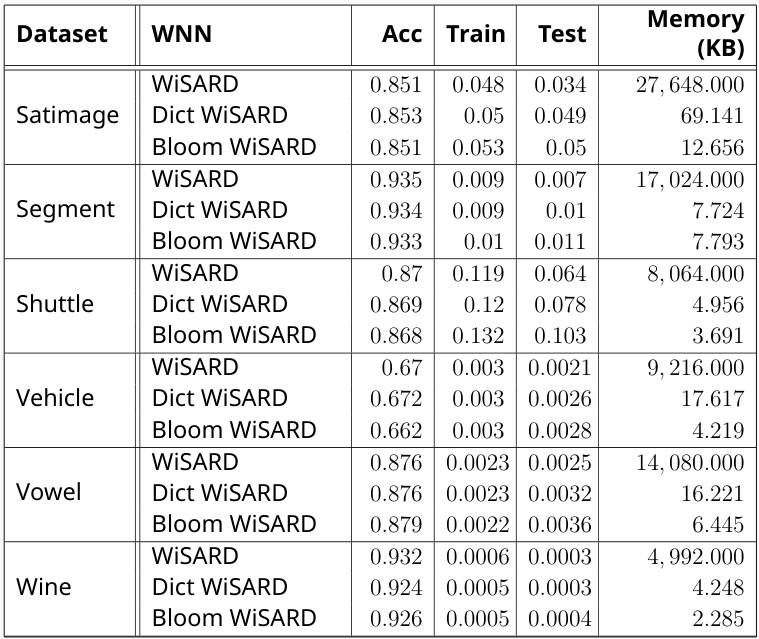 Dataset WNN Acc Train Test Memory (KB)
Satimage WiSARD 0.851 0.048 0.034 27,648.000
Dict WiSARD 0.853 0.05 0.049 69.141
Bloom WiSARD 0.851 0.053 0.05 12.656
Segment WiSARD 0.935 0.009 0.007 17,024.000
Dict WiSARD 0.934 0.009 0.01 7.724
Bloom WiSARD 0.933 0.01 0.011 7.793
Shuttle WiSARD 0.87 0.119 0.064 8,064.000
Dict WiSARD 0.869 0.12 0.078 4.956
Bloom WiSARD 0.868 0.132 0.103 3.691
Vehicle WiSARD 0.67 0.003 0.0021 9,216.000
Dict WiSARD 0.672 0.003 0.0026 17.617
Bloom WiSARD 0.662 0.003 0.0028 4.219
Vowel WiSARD 0.876 0.0023 0.0025 14,080.000
Dict WiSARD 0.876 0.0023 0.0032 16.221
Bloom WiSARD 0.879 0.0022 0.0036 6.445
Wine WiSARD 0.932 0.0006 0.0003 4,992.000
Dict WiSARD 0.924 0.0005 0.0003 4.248
Bloom WiSARD 0.926 0.0005 0.0004 2.285